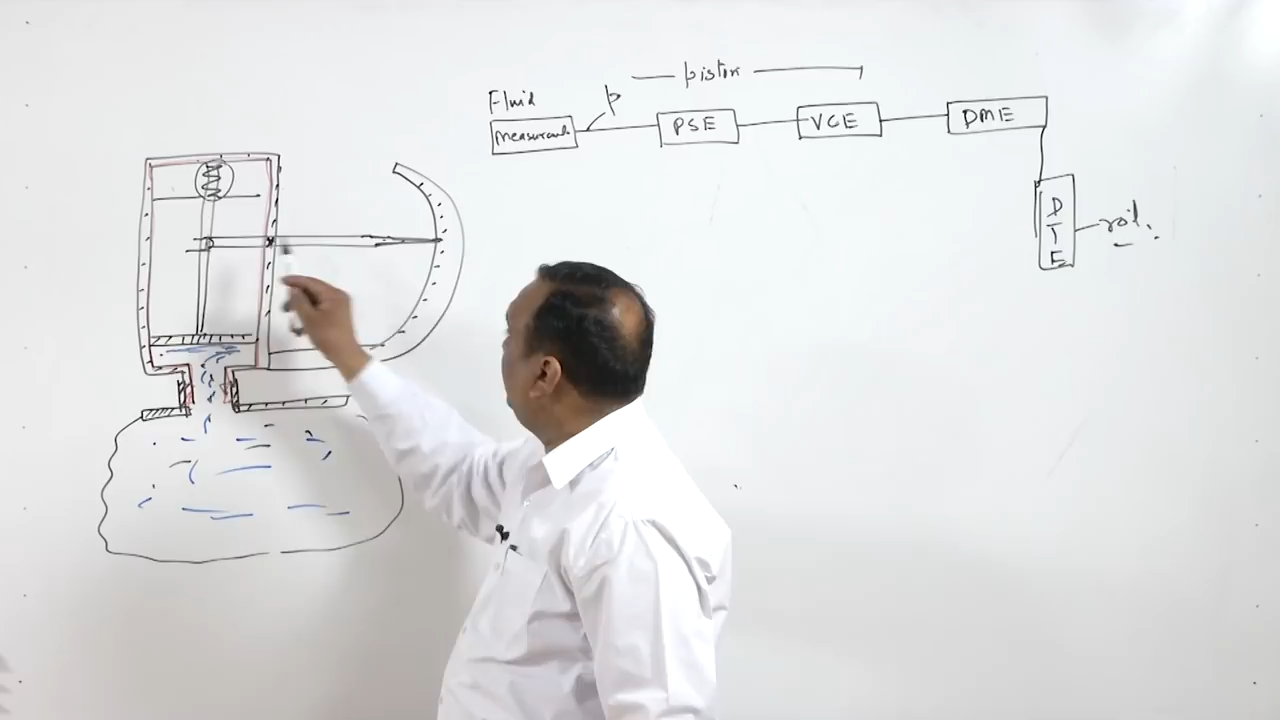 piston
Fluid
p
Measurand
PSE
VCE
DME
D
T
E
rod.